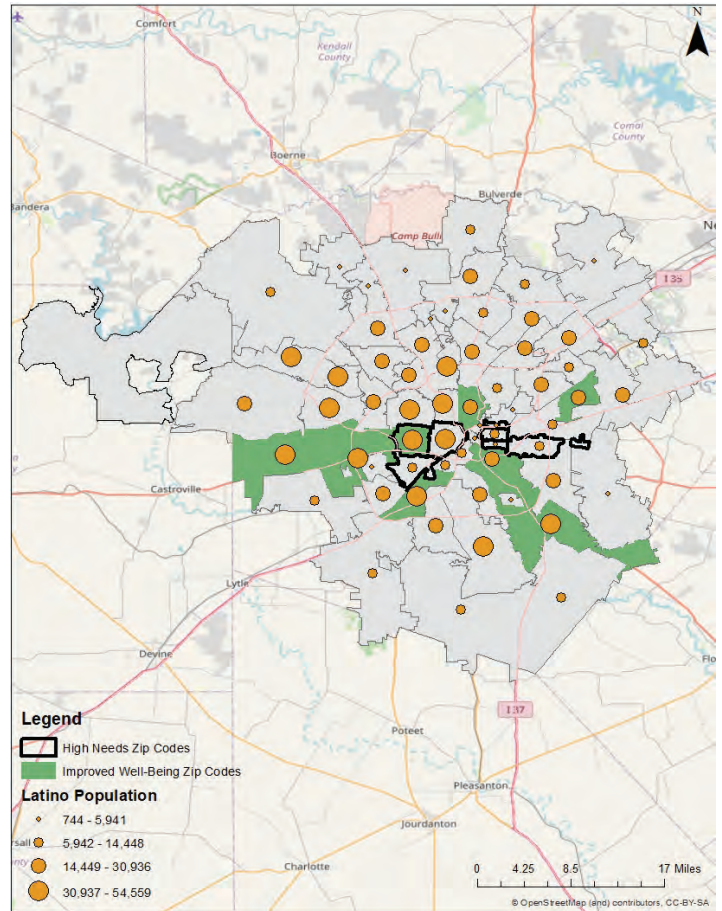 N
Comfort
Kendall
County
Comal
County
Boerne
Bulverde
Camp Bull
I 35
Castroville
Lytle
Devine
I 37
Poteet
Pleasanton
Jourdanton
Charlotte
Legend
High Needs Zip Codes
Improved Well-Being Zip Codes
Latino Population
744 - 5,941
5,942 - 14,448
14,449 - 30,936
30,937 - 54,559
0 4.25 8.5 17 Miles
© OpenStreetMap (and) contributors, CC-BY-SA